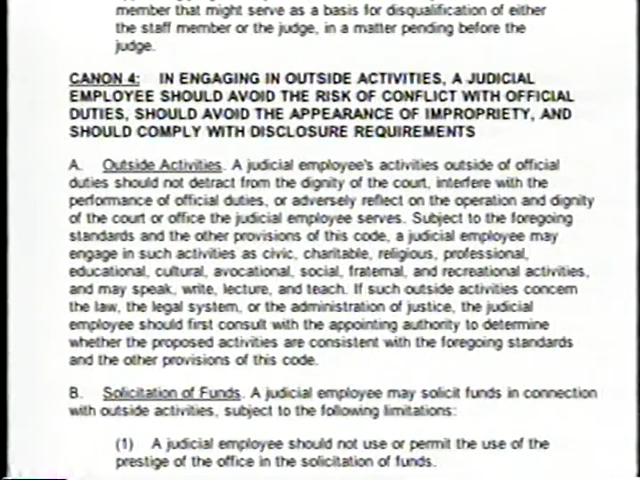 member that might serve as a basis for disqualification of either
the staff member or the judge, in a matter pending before the
judge.
CANON 4: IN ENGAGING IN OUTSIDE ACTIVITIES, A JUDICIAL
EMPLOYEE SHOULD AVOID THE RISK OF CONFLICT WITH OFFICIAL
DUTIES, SHOULD AVOID THE APPEARANCE OF IMPROPRIETY, AND
SHOULD COMPLY WITH DISCLOSURE REQUIREMENTS
A. Outside Activities. A judicial employee's activities outside of official
duties should not detract from the dignity of the court, interfere with the
performance of official duties, or adversely reflect on the operation and dignity
of the court or office the judicial employee serves. Subject to the foregoing
standards and the other provisions of this code, a judicial employee may
engage in such activities as civic, charitable, religious, professional,
educational, cultural, avocational, social, fraternal, and recreational activities,
and may speak, write, lecture, and teach. If such outside activities concern
the law, the legal system, or the administration of justice, the judicial
employee should first consult with the appointing authority to determine
whether the proposed activities are consistent with the foregoing standards
and the other provisions of this code.
B. Solicitation of Funds. A judicial employee may solicit funds in connection
with outside activities, subject to the following limitations:
(1) A judicial employee should not use or permit the use of the
prestige of the office in the solicitation of funds.